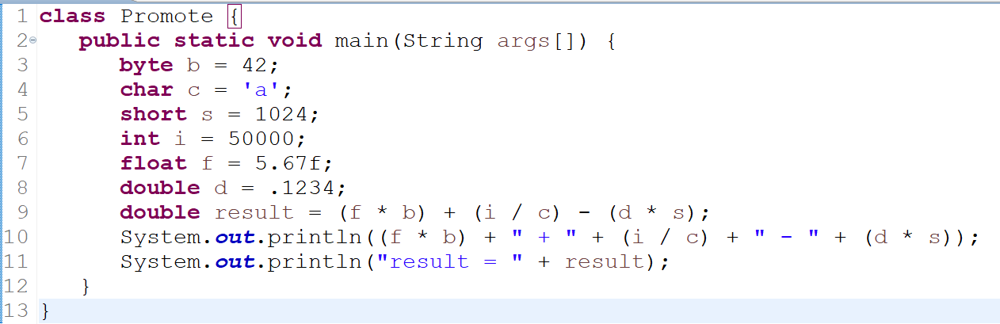 1 class Promote {
2 public static void main(String args[]) {
3 byte b = 42;
4 char c = 'a';
5 short s = 1024;
6 int i = 50000;
7 float f = 5.67f;
8 double d = .1234;
9 double result = (f * b) + (i / c) - (d * s);
10 System.out.println((f * b) + " + " + (i / c) + " - " + (d * s));
11 System.out.println("result = " + result);
12 }
13 }